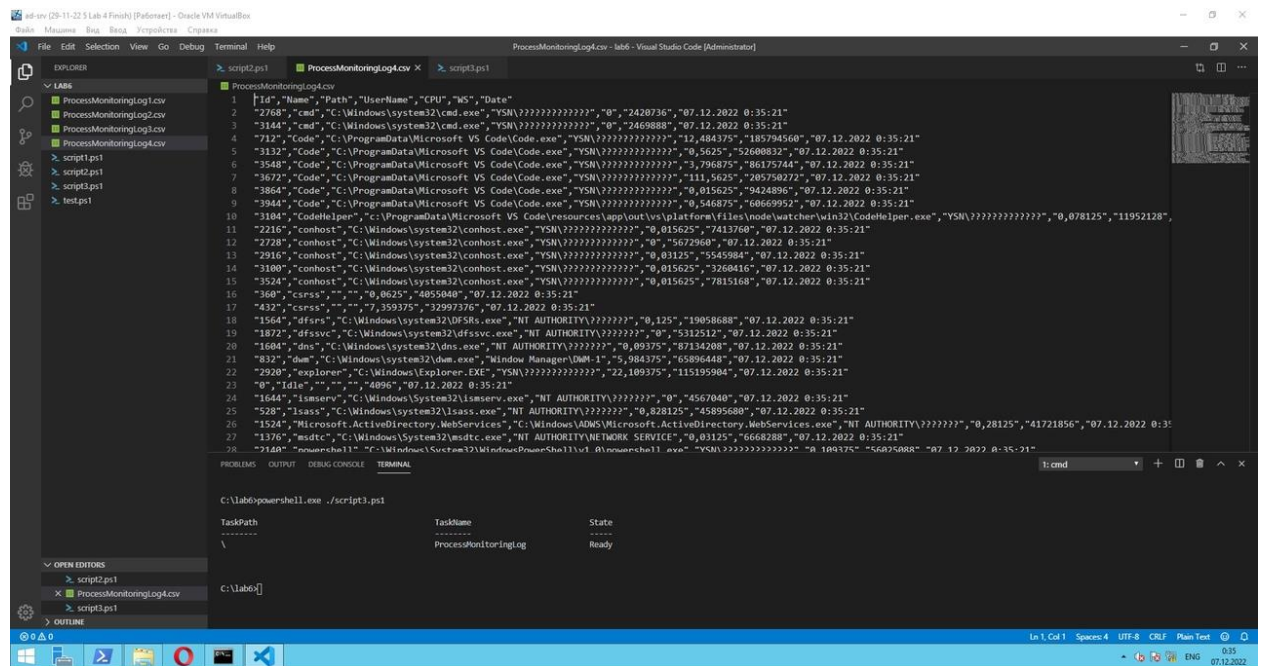 ad-srv (29-11-22 S Lab 4 Finish) [Работает] - Oracle VM VirtualBox
Файл Машина Вид Ввод Устройства Справка
File Edit Selection View Go Debug Terminal Help
ProcessMonitoringLog4.csv - lab6 - Visual Studio Code [Administrator]
EXPLORER
script2.ps1
ProcessMonitoringLog4.csv
script3.ps1
LAB6
ProcessMonitoringLog1.csv
ProcessMonitoringLog2.csv
ProcessMonitoringLog3.csv
ProcessMonitoringLog4.csv
script1.ps1
script2.ps1
script3.ps1
test.ps1
ProcessMonitoringLog4.csv
1 "Id","Name","Path","UserName","CPU","WS","Date"
2 "2768","cmd","C:\Windows\system32\cmd.exe","YSN\?????????????","0","2420736","07.12.2022 0:35:21"
3 "3144","cmd","C:\Windows\system32\cmd.exe","YSN\?????????????","0","2469888","07.12.2022 0:35:21"
4 "712","Code","C:\ProgramData\Microsoft VS Code\Code.exe","YSN\?????????????","12,484375","185794560","07.12.2022 0:35:21"
5 "3132","Code","C:\ProgramData\Microsoft VS Code\Code.exe","YSN\?????????????","0,5625","52600832","07.12.2022 0:35:21"
6 "3548","Code","C:\ProgramData\Microsoft VS Code\Code.exe","YSN\?????????????","3,796875","86175744","07.12.2022 0:35:21"
7 "3672","Code","C:\ProgramData\Microsoft VS Code\Code.exe","YSN\?????????????","111,5625","205750272","07.12.2022 0:35:21"
8 "3864","Code","C:\ProgramData\Microsoft VS Code\Code.exe","YSN\?????????????","0,015625","9424896","07.12.2022 0:35:21"
9 "3944","Code","C:\ProgramData\Microsoft VS Code\Code.exe","YSN\?????????????","0,546875","60669952","07.12.2022 0:35:21"
10 "3104","CodeHelper","c:\ProgramData\Microsoft VS Code\resources\app\out\vs\platform\files\node\watcher\win32\CodeHelper.exe","YSN\?????????????","0,078125","11952128",
11 "2216","conhost","C:\Windows\system32\conhost.exe","YSN\?????????????","0,015625","7413760","07.12.2022 0:35:21"
12 "2728","conhost","C:\Windows\system32\conhost.exe","YSN\?????????????","0","5672960","07.12.2022 0:35:21"
13 "2916","conhost","C:\Windows\system32\conhost.exe","YSN\?????????????","0,03125","5545984","07.12.2022 0:35:21"
14 "3100","conhost","C:\Windows\system32\conhost.exe","YSN\?????????????","0,015625","3260416","07.12.2022 0:35:21"
15 "3524","conhost","C:\Windows\system32\conhost.exe","YSN\?????????????","0,015625","7815168","07.12.2022 0:35:21"
16 "360","csrss","","","0,0625","4055040","07.12.2022 0:35:21"
17 "432","csrss","","","7,359375","32997376","07.12.2022 0:35:21"
18 "1564","dfsrs","C:\Windows\system32\DFSRs.exe","NT AUTHORITY\???????","0,125","19058688","07.12.2022 0:35:21"
19 "1872","dfssvc","C:\Windows\system32\dfssvc.exe","NT AUTHORITY\???????","0","5312512","07.12.2022 0:35:21"
20 "1604","dns","C:\Windows\system32\dns.exe","NT AUTHORITY\???????","0,09375","87134208","07.12.2022 0:35:21"
21 "832","dwm","C:\Windows\system32\dwm.exe","Window Manager\DWM-1","5,984375","65896448","07.12.2022 0:35:21"
22 "2920","explorer","C:\Windows\Explorer.EXE","YSN\?????????????","22,109375","115195904","07.12.2022 0:35:21"
23 "0","Idle","","","","4096","07.12.2022 0:35:21"
24 "1644","ismserv","C:\Windows\System32\ismserv.exe","NT AUTHORITY\???????","0","4567040","07.12.2022 0:35:21"
25 "528","lsass","C:\Windows\system32\lsass.exe","NT AUTHORITY\???????","0,828125","45895680","07.12.2022 0:35:21"
26 "1524","Microsoft.ActiveDirectory.WebServices","C:\Windows\ADWS\Microsoft.ActiveDirectory.WebServices.exe","NT AUTHORITY\???????","0,28125","41721856","07.12.2022 0:35
27 "1376","msdtc","C:\Windows\System32\msdtc.exe","NT AUTHORITY\NETWORK SERVICE","0,03125","6668288","07.12.2022 0:35:21"
28 "2140","powershell","C:\Windows\System32\WindowsPowerShell\v1.0\powershell.exe","YSN\?????????????","0,109375","56025088","07.12.2022 0:35:21"
PROBLEMS OUTPUT DEBUG CONSOLE TERMINAL
1: cmd
C:\lab6>powershell.exe ./script3.ps1
TaskPath TaskName State
-------- -------- -----
\ ProcessMonitoringLog Ready
C:\lab6>
OPEN EDITORS
script2.ps1
ProcessMonitoringLog4.csv
script3.ps1
OUTLINE
0 0
Ln 1, Col 1 Spaces: 4 UTF-8 CRLF Plain Text
ENG
0:35
07.12.2022